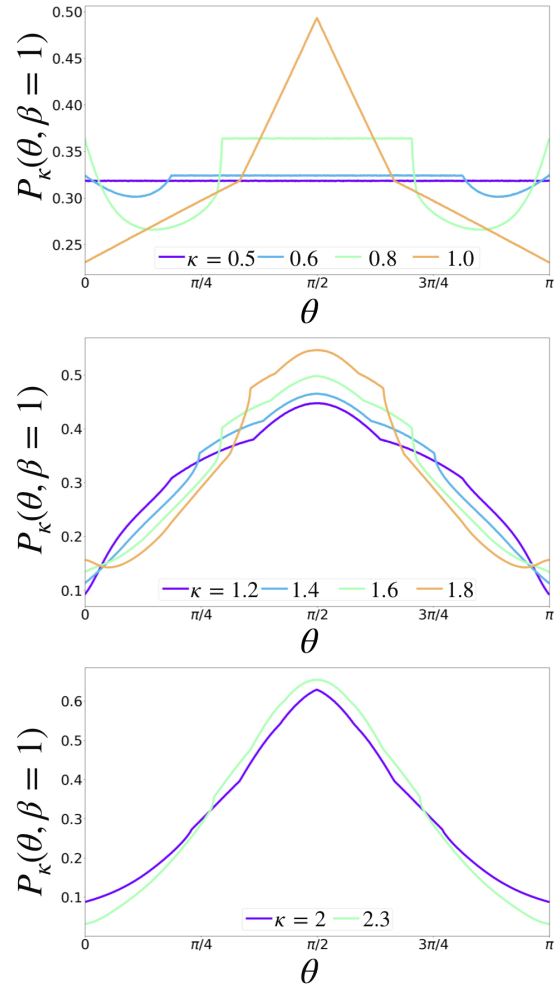 0.50
0.45
0.40
0.35
0.30
0.25
P_κ(θ, β = 1)
κ = 0.5 0.6 0.8 1.0
0 π/4 π/2 3π/4 π
θ
0.5
0.4
0.3
0.2
0.1
P_κ(θ, β = 1)
κ = 1.2 1.4 1.6 1.8
0 π/4 π/2 3π/4 π
θ
0.6
0.5
0.4
0.3
0.2
0.1
P_κ(θ, β = 1)
κ = 2 2.3
0 π/4 π/2 3π/4 π
θ